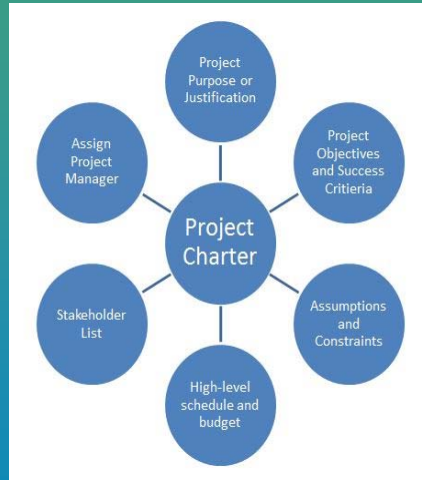 Project
Purpose or
Justification
Project
Objectives
and Success
Critieria
Assumptions
and
Constraints
High-level
schedule and
budget
Stakeholder
List
Assign
Project
Manager
Project
Charter